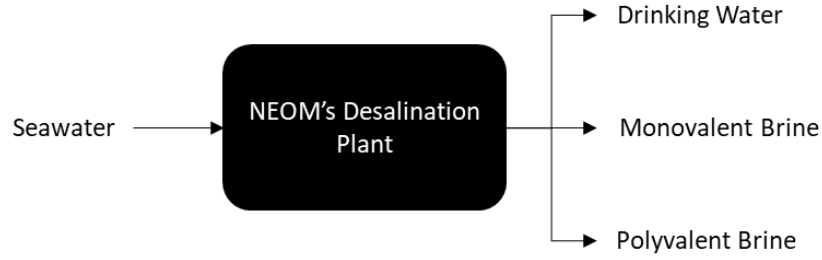 Drinking Water
NEOM's Desalination
Plant
Seawater
Monovalent Brine
Polyvalent Brine